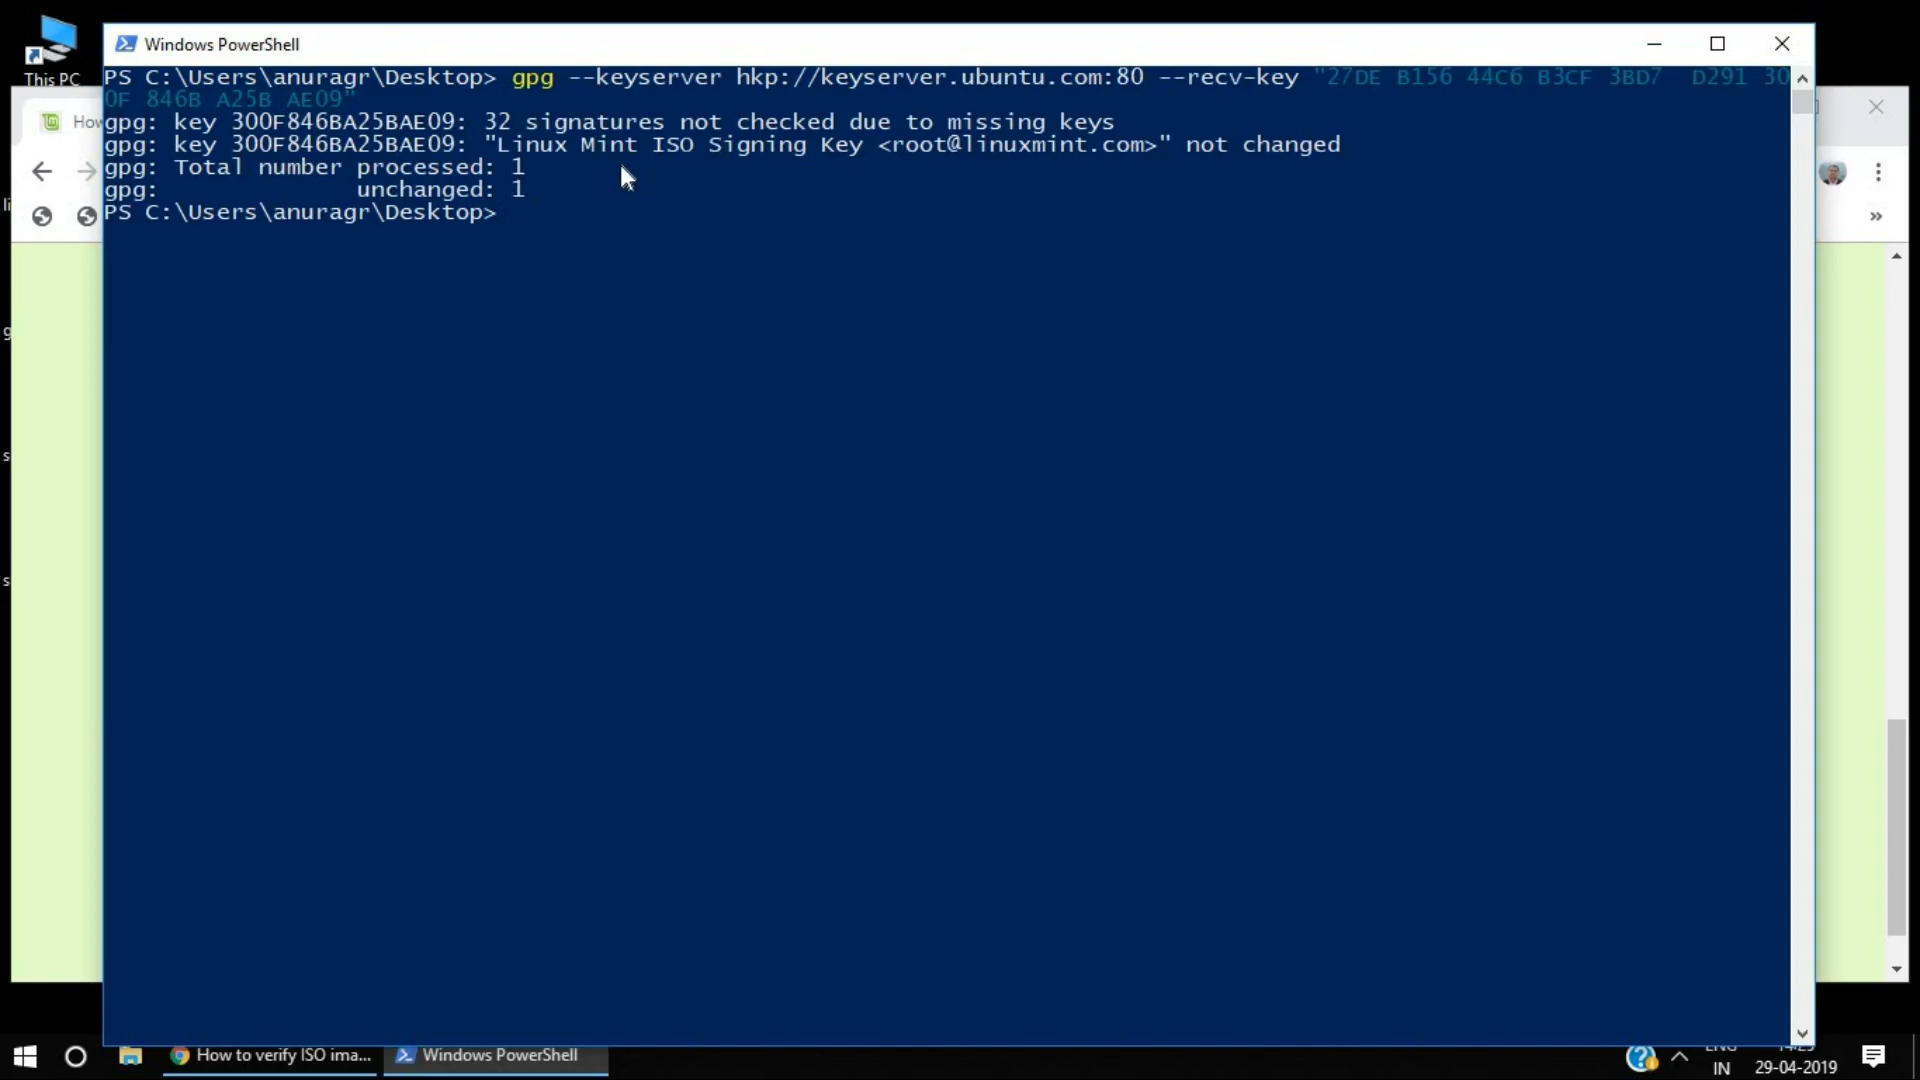 This PC
Windows PowerShell
PS C:\Users\anuragr\Desktop> gpg --keyserver hkp://keyserver.ubuntu.com:80 --recv-key "27DE B156 44C6 B3CF 3BD7  D291 30
0F 846B A25B AE09"
gpg: key 300F846BA25BAE09: 32 signatures not checked due to missing keys
gpg: key 300F846BA25BAE09: "Linux Mint ISO Signing Key <root@linuxmint.com>" not changed
gpg: Total number processed: 1
gpg:              unchanged: 1
PS C:\Users\anuragr\Desktop>
How to verify ISO ima...
Windows PowerShell
ENG
IN
29-04-2019